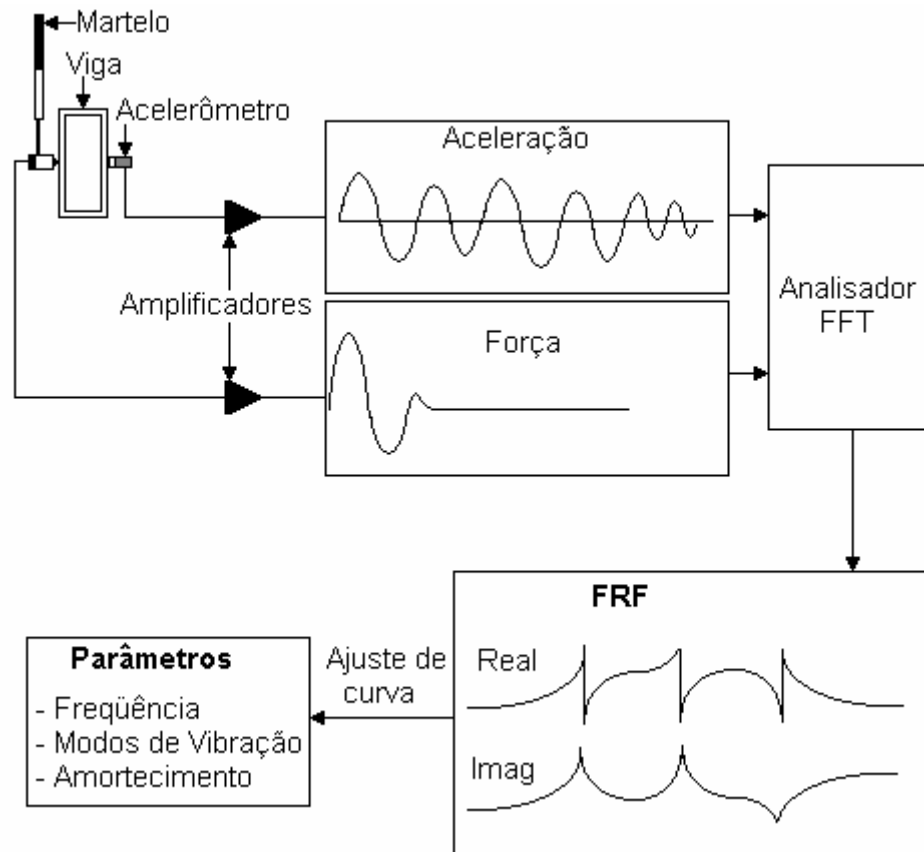 Martelo
Viga
Acelerômetro
Aceleração
Amplificadores
Força
Analisador
FFT
FRF
Real
Imag
Ajuste de
curva
Parâmetros
- Freqüência
- Modos de Vibração
- Amortecimento